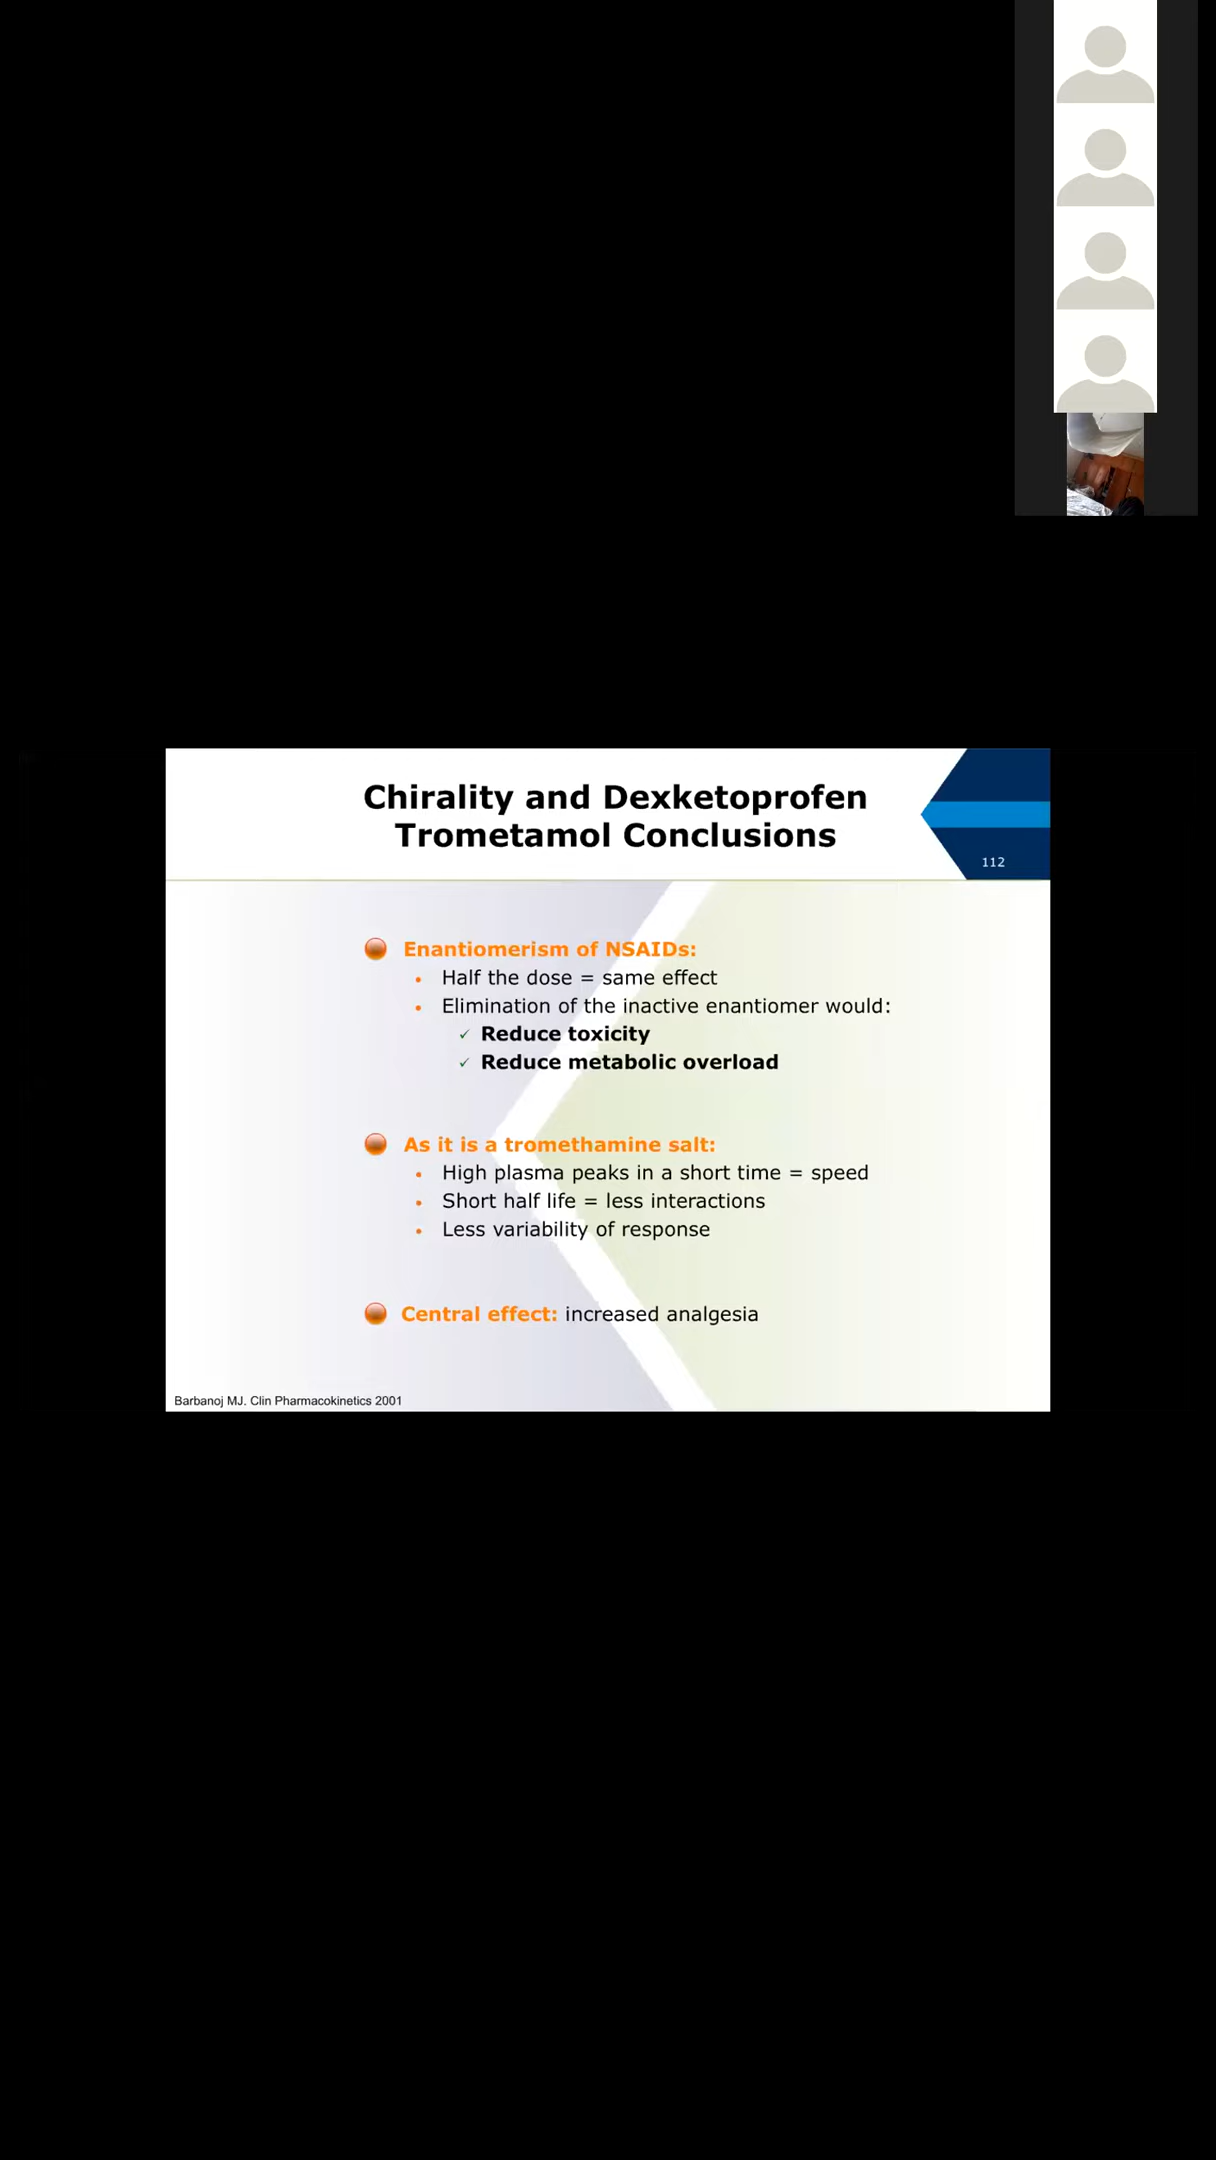 Chirality and Dexketoprofen
Trometamol Conclusions
112
Enantiomerism of NSAIDs:
• Half the dose = same effect
• Elimination of the inactive enantiomer would:
✓ Reduce toxicity
✓ Reduce metabolic overload
As it is a tromethamine salt:
• High plasma peaks in a short time = speed
• Short half life = less interactions
• Less variability of response
Central effect: increased analgesia
Barbanoj MJ. Clin Pharmacokinetics 2001